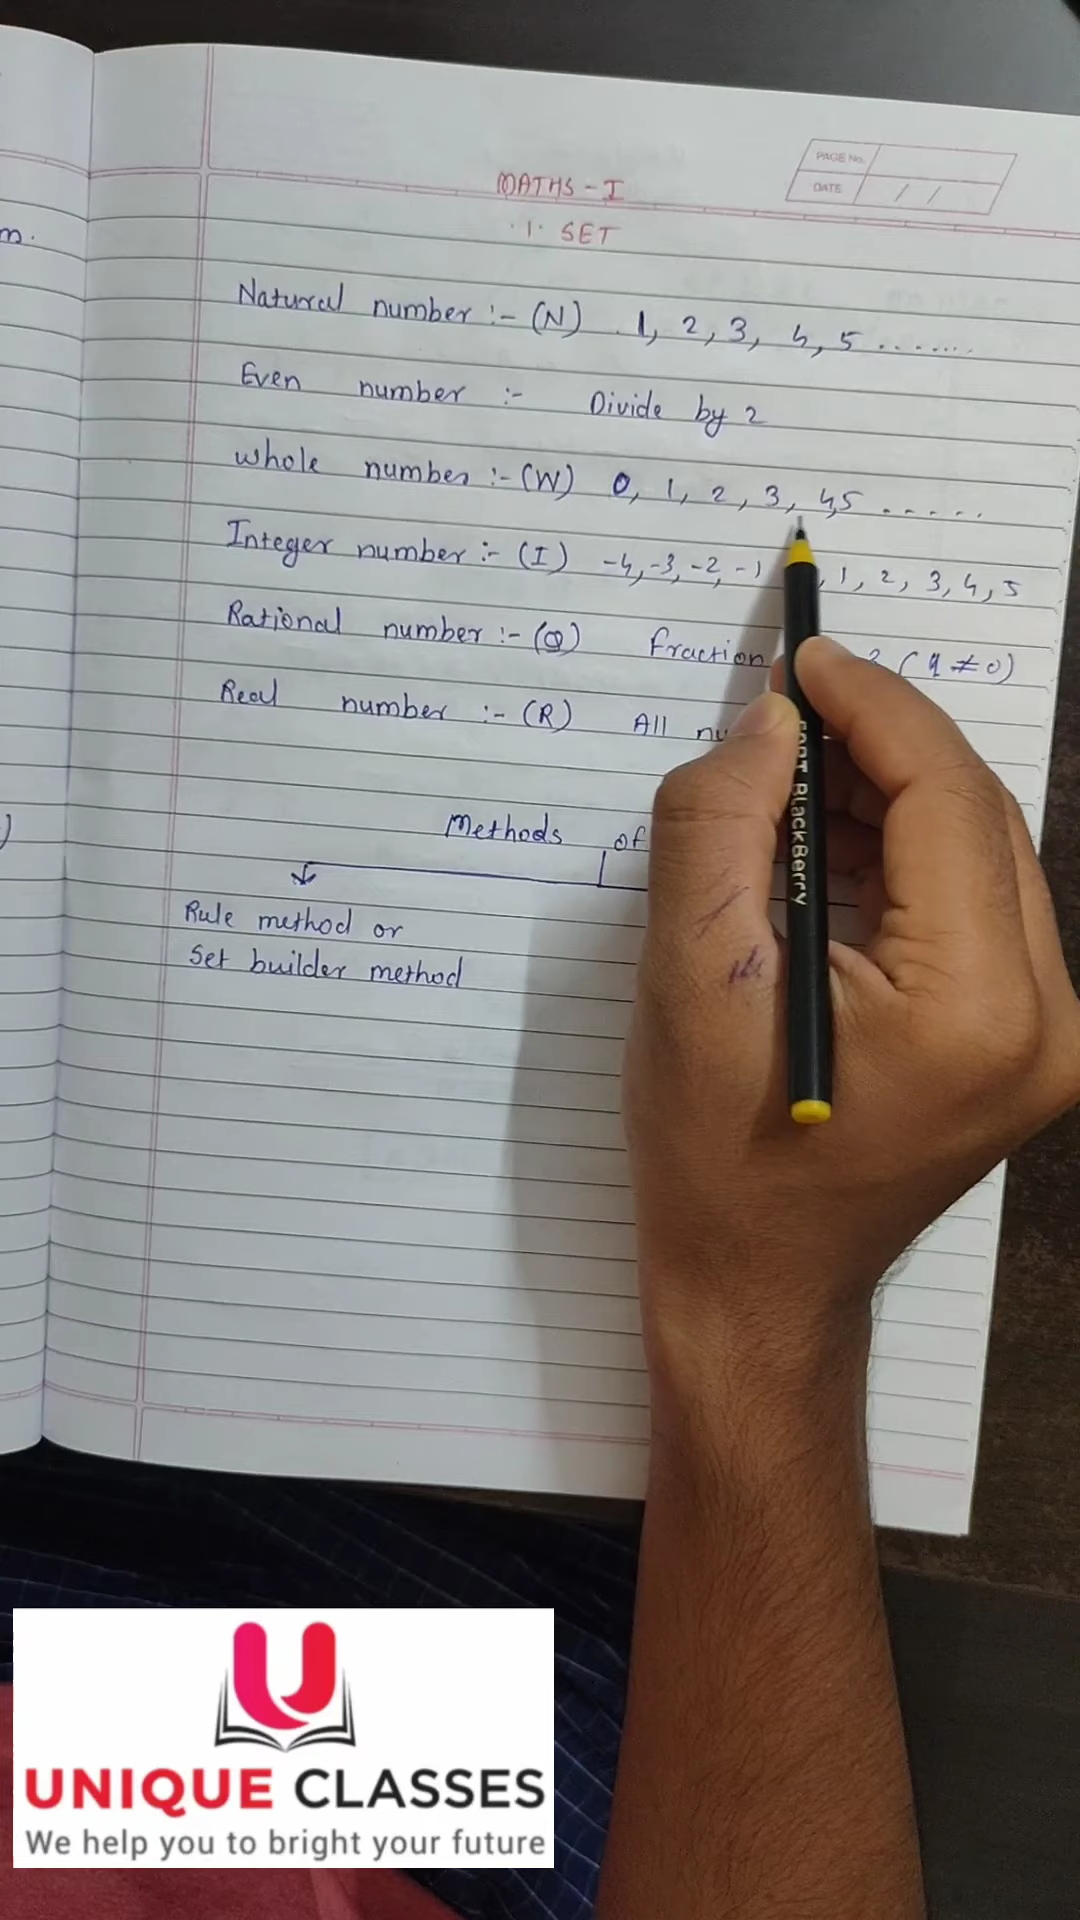 PAGE No.
DATE / /
MATHS - I
1. SET
m.
Natural number :- (N) 1, 2, 3, 4, 5 .......
Even number :- Divide by 2
Whole number :- (W) 0, 1, 2, 3, 4,5 .....
Integer number :- (I) -4, -3, -2, -1 , 1, 2, 3, 4, 5
Rational number :- (Q) fraction (q ≠ 0)
Real number :- (R) All
Methods of
Rule method or
Set builder method
FORT BLACKBERRY
UNIQUE CLASSES
We help you to bright your future